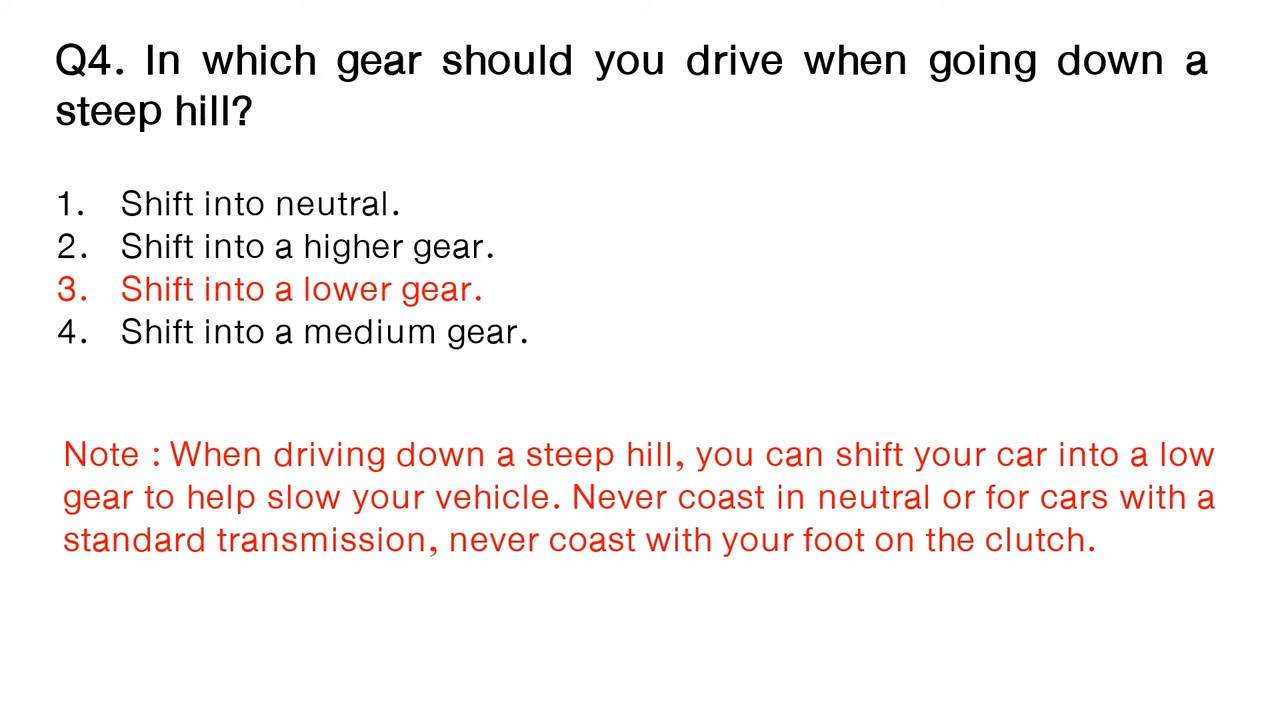 Q4. In which gear should you drive when going down a
steep hill?
1. Shift into neutral.
2. Shift into a higher gear.
3. Shift into a lower gear.
4. Shift into a medium gear.
Note : When driving down a steep hill, you can shift your car into a low
gear to help slow your vehicle. Never coast in neutral or for cars with a
standard transmission, never coast with your foot on the clutch.